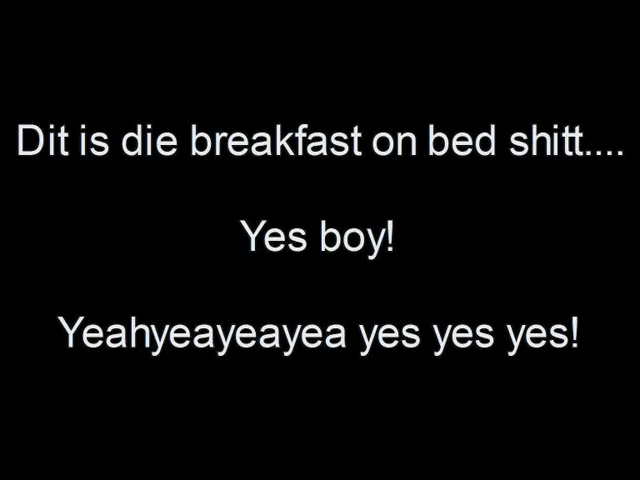 Dit is die breakfast on bed shitt....
Yes boy!
Yeahyeayeayea yes yes yes!